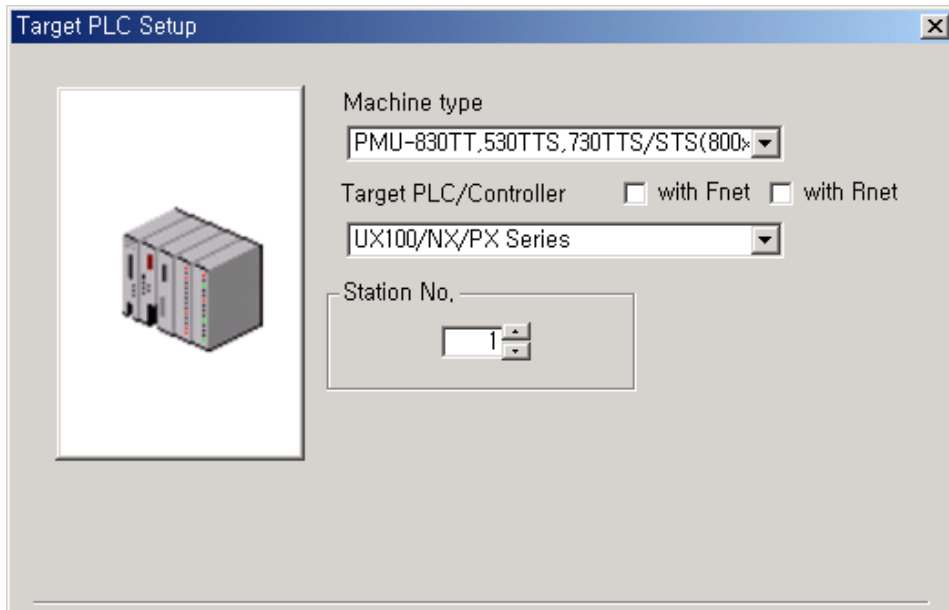 Target PLC Setup
Machine type
PMU-830TT,530TTS,730TTS/STS(800x
Target PLC/Controller with Fnet with Rnet
UX100/NX/PX Series
Station No.
1